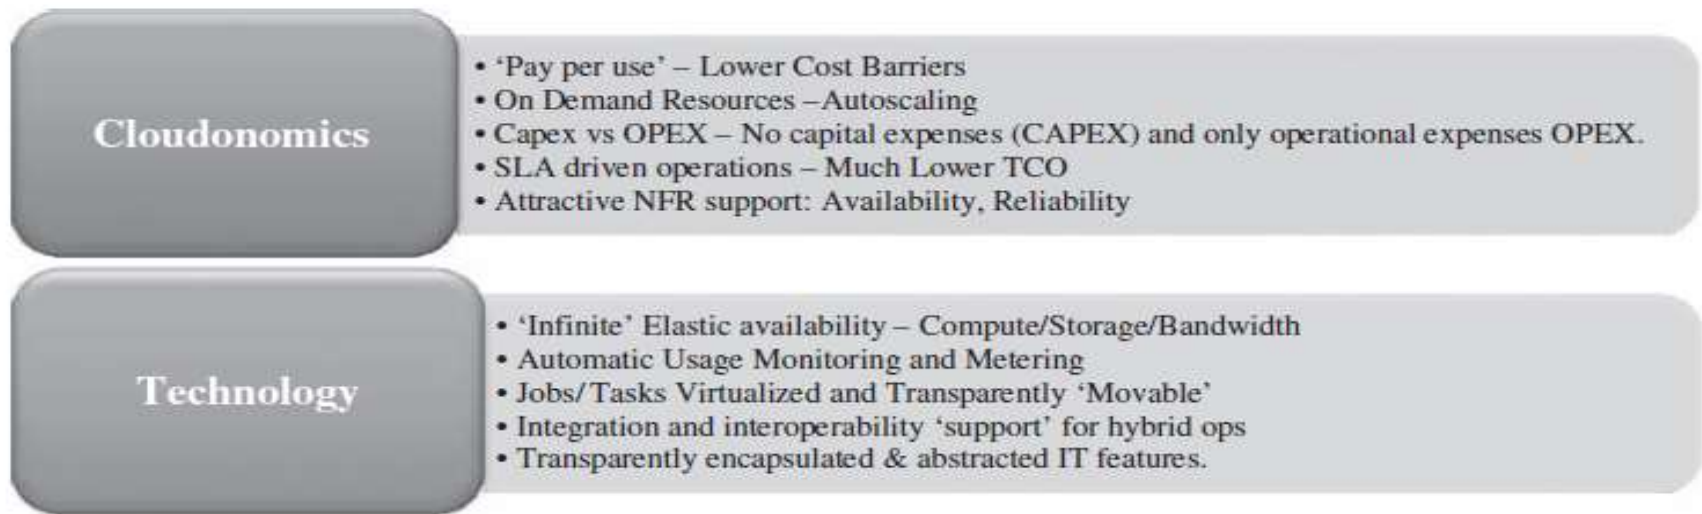 Cloudonomics
• ‘Pay per use’ – Lower Cost Barriers
• On Demand Resources –Autoscaling
• Capex vs OPEX – No capital expenses (CAPEX) and only operational expenses OPEX.
• SLA driven operations – Much Lower TCO
• Attractive NFR support: Availability, Reliability
Technology
• ‘Infinite’ Elastic availability – Compute/Storage/Bandwidth
• Automatic Usage Monitoring and Metering
• Jobs/Tasks Virtualized and Transparently ‘Movable’
• Integration and interoperability ‘support’ for hybrid ops
• Transparently encapsulated & abstracted IT features.